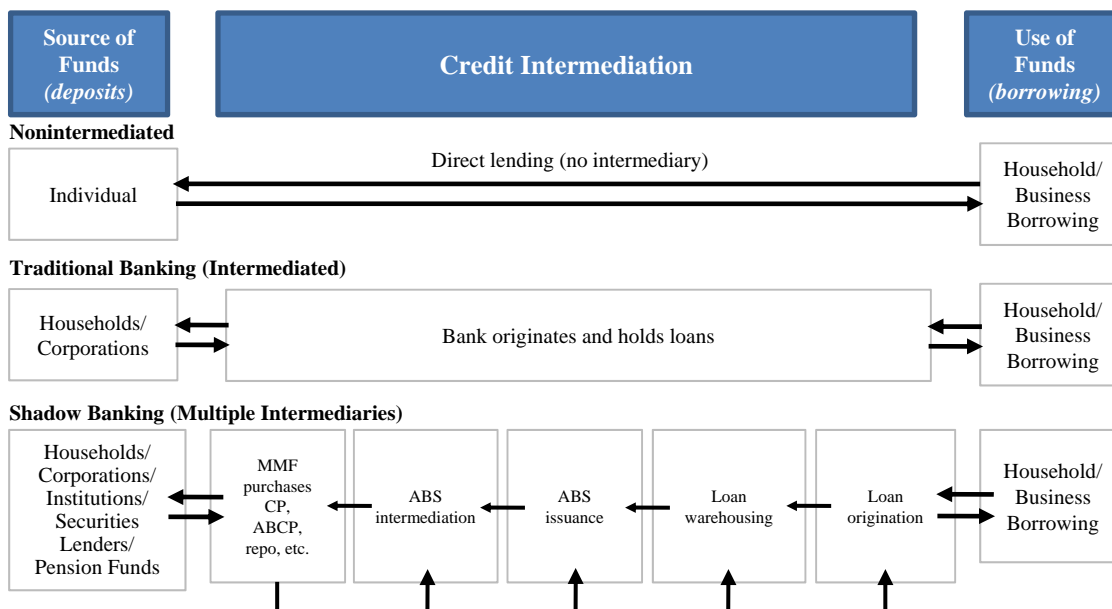 Source of
Funds
(deposits)
Credit Intermediation
Use of
Funds
(borrowing)
Nonintermediated
Individual
Direct lending (no intermediary)
Household/
Business
Borrowing
Traditional Banking (Intermediated)
Households/
Corporations
Bank originates and holds loans
Household/
Business
Borrowing
Shadow Banking (Multiple Intermediaries)
Households/
Corporations/
Institutions/
Securities
Lenders/
Pension Funds
MMF
purchases
CP,
ABCP,
repo, etc.
ABS
intermediation
ABS
issuance
Loan
warehousing
Loan
origination
Household/
Business
Borrowing